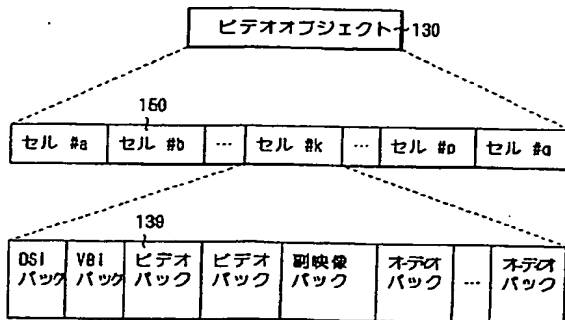 ビデオオブジェクト 130
150
セル #a セル #b … セル #k … セル #p セル #q
139
DSI パック VBI パック ビデオ パック ビデオ パック 副映像 パック オーディオ パック … オーディオ パック